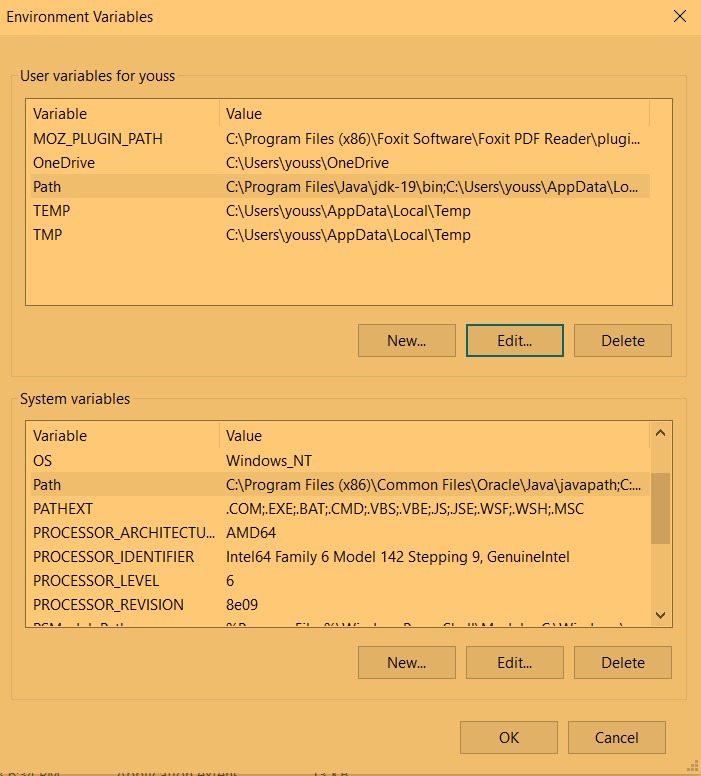 Environment Variables
User variables for youss
Variable Value
MOZ_PLUGIN_PATH C:\Program Files (x86)\Foxit Software\Foxit PDF Reader\plugi...
OneDrive C:\Users\youss\OneDrive
Path C:\Program Files\Java\jdk-19\bin;C:\Users\youss\AppData\Lo...
TEMP C:\Users\youss\AppData\Local\Temp
TMP C:\Users\youss\AppData\Local\Temp
New... Edit... Delete
System variables
Variable Value
OS Windows_NT
Path C:\Program Files (x86)\Common Files\Oracle\Java\javapath;C:...
PATHEXT .COM;.EXE;.BAT;.CMD;.VBS;.VBE;.JS;.JSE;.WSF;.WSH;.MSC
PROCESSOR_ARCHITECTU... AMD64
PROCESSOR_IDENTIFIER Intel64 Family 6 Model 142 Stepping 9, GenuineIntel
PROCESSOR_LEVEL 6
PROCESSOR_REVISION 8e09
New... Edit... Delete
OK Cancel